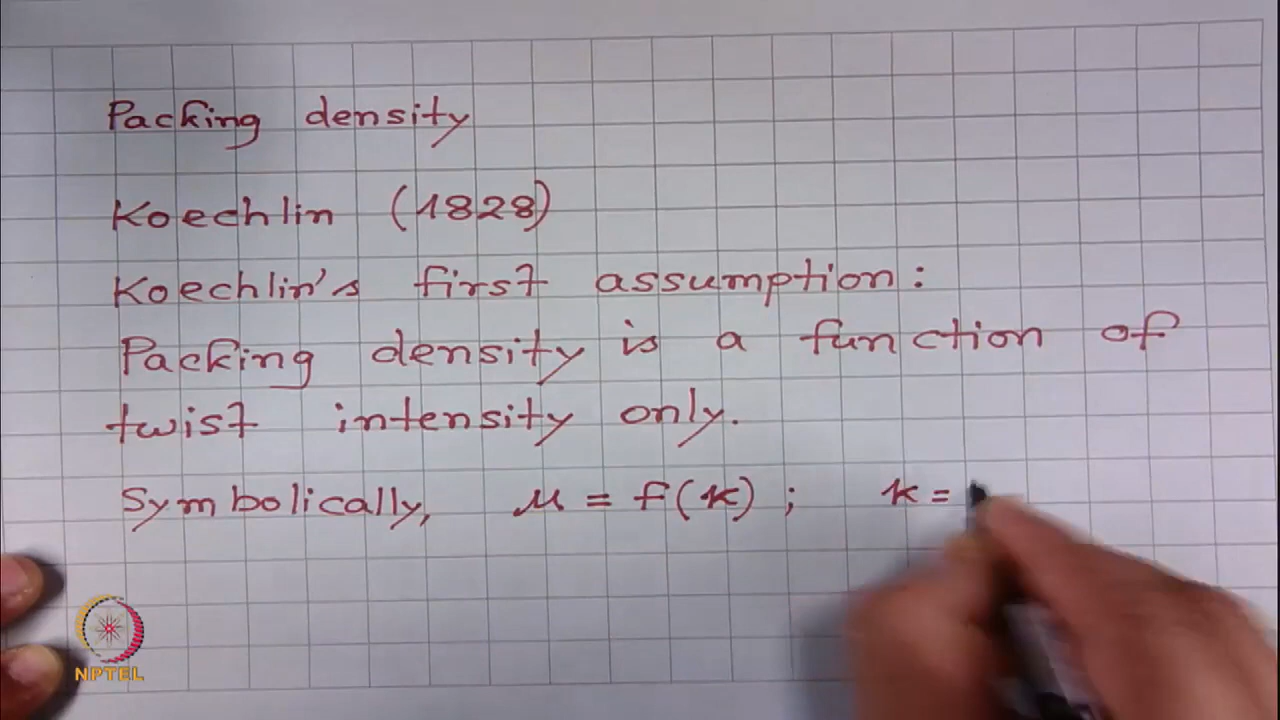 Packing density
Koechlin (1828)
Koechlin's first assumption:
Packing density is a function of
twist intensity only.
Symbolically, μ = f(κ) ; κ =
NPTEL